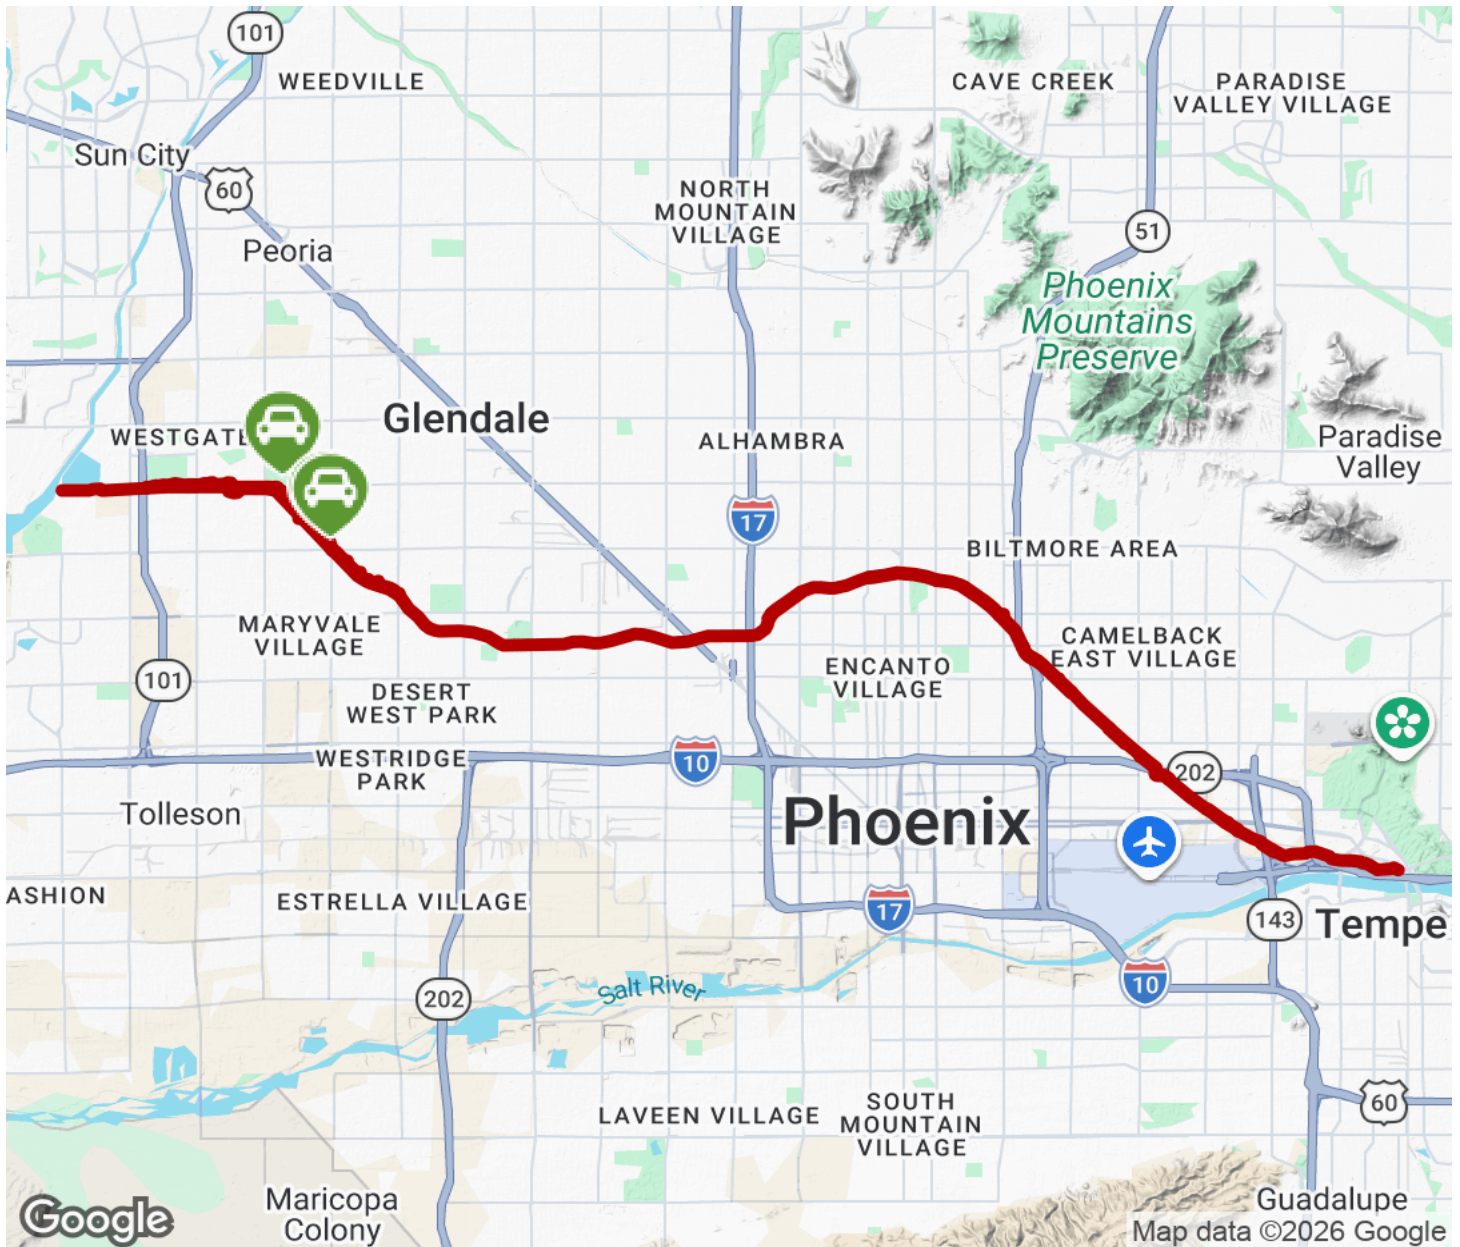 101
WEEDVILLE
CAVE CREEK
PARADISE
VALLEY VILLAGE
Sun City
60
NORTH
MOUNTAIN
VILLAGE
51
Peoria
Phoenix
Mountains
Preserve
Glendale
WESTGATE
ALHAMBRA
Paradise
Valley
17
BILTMORE AREA
MARYVALE
VILLAGE
CAMELBACK
EAST VILLAGE
ENCANTO
VILLAGE
101
DESERT
WEST PARK
WESTRIDGE
PARK
10
202
Tolleson
Phoenix
ASHION
ESTRELLA VILLAGE
17
143
Tempe
202
Salt River
10
LAVEEN VILLAGE
SOUTH
MOUNTAIN
VILLAGE
60
Maricopa
Colony
Guadalupe
Google
Map data ©2026 Google